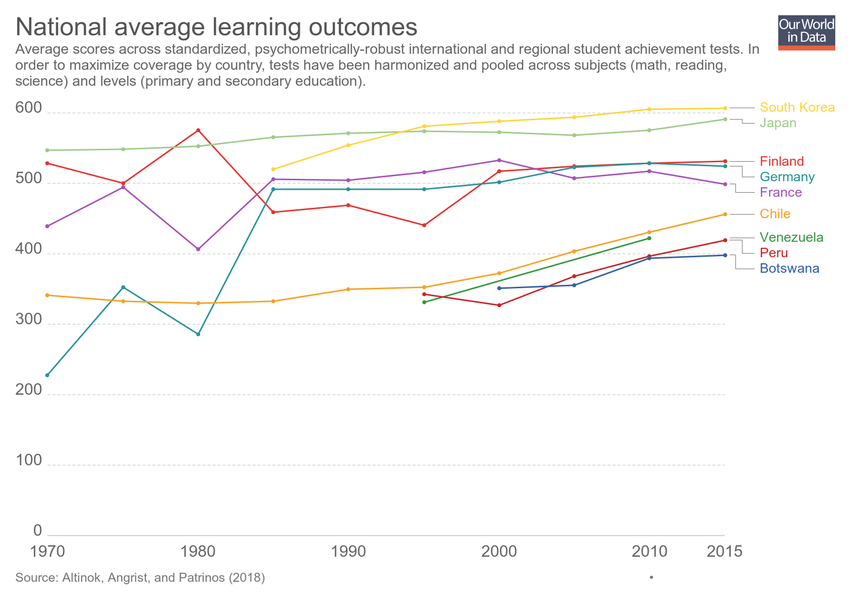 National average learning outcomes
Our World
in Data
Average scores across standardized, psychometrically-robust international and regional student achievement tests. In
order to maximize coverage by country, tests have been harmonized and pooled across subjects (math, reading,
science) and levels (primary and secondary education).
600
500
400
300
200
100
0
South Korea
Japan
Finland
Germany
France
Chile
Venezuela
Peru
Botswana
1970
1980
1990
2000
2010
2015
Source: Altinok, Angrist, and Patrinos (2018)